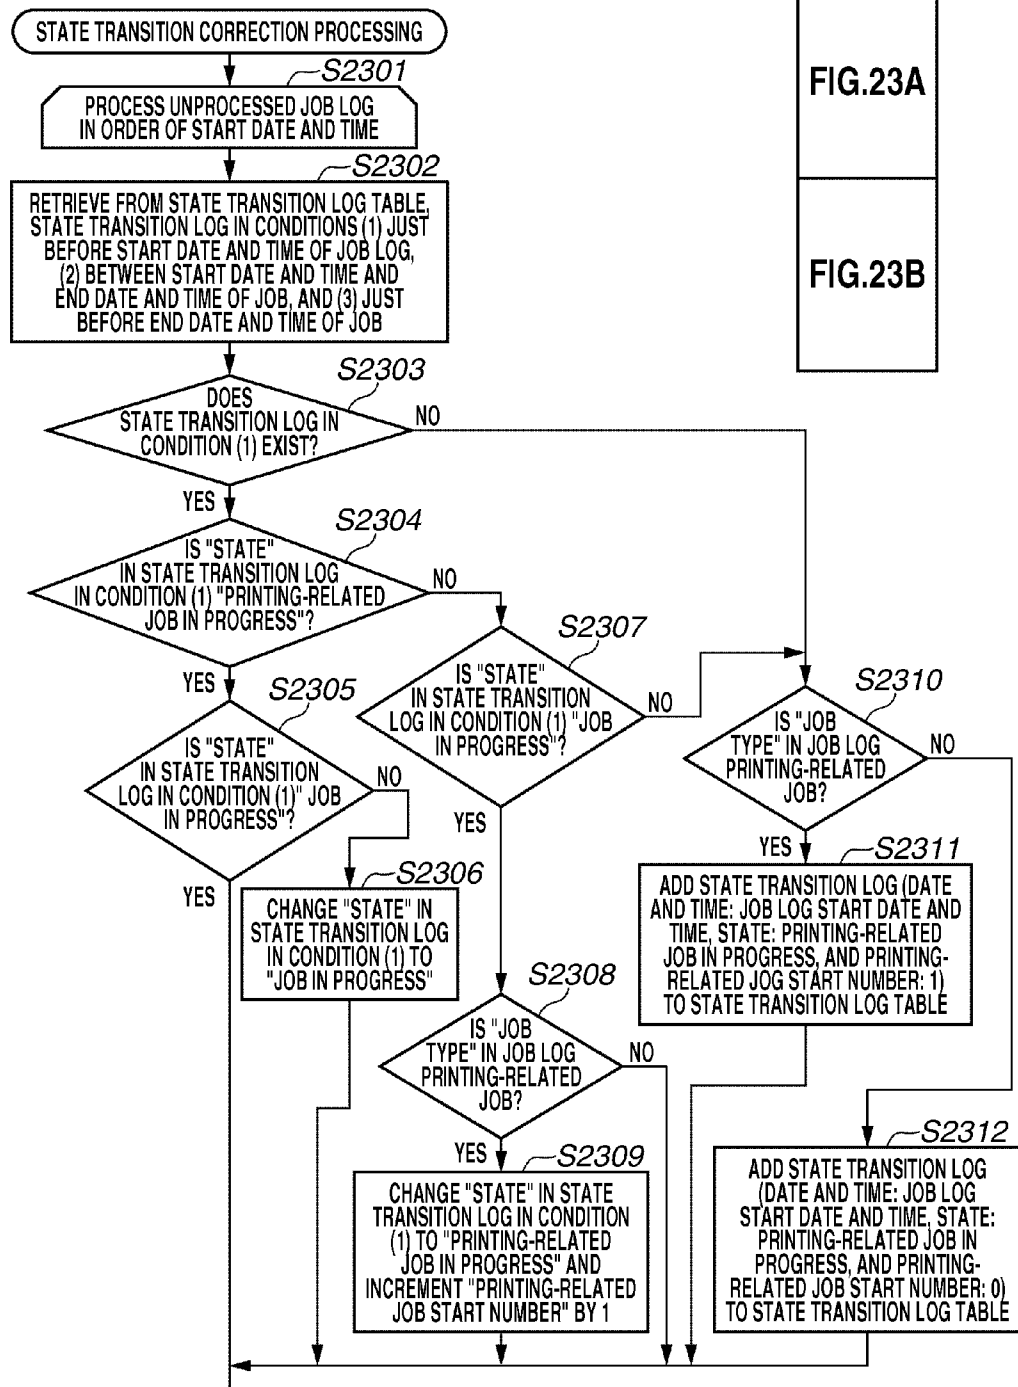 STATE TRANSITION CORRECTION PROCESSING
S2301
PROCESS UNPROCESSED JOB LOG
IN ORDER OF START DATE AND TIME
S2302
RETRIEVE FROM STATE TRANSITION LOG TABLE,
STATE TRANSITION LOG IN CONDITIONS (1) JUST
BEFORE START DATE AND TIME OF JOB LOG,
(2) BETWEEN START DATE AND TIME AND
END DATE AND TIME OF JOB, AND (3) JUST
BEFORE END DATE AND TIME OF JOB
FIG.23A
FIG.23B
S2303
DOES
STATE TRANSITION LOG IN
CONDITION (1) EXIST?
NO
YES
S2304
IS "STATE"
IN STATE TRANSITION LOG
IN CONDITION (1) "PRINTING-RELATED
JOB IN PROGRESS"?
NO
YES
S2305
IS "STATE"
IN STATE TRANSITION
LOG IN CONDITION (1)" JOB
IN PROGRESS"?
NO
YES
S2306
CHANGE "STATE" IN
STATE TRANSITION LOG
IN CONDITION (1) TO
"JOB IN PROGRESS"
S2307
IS "STATE"
IN STATE TRANSITION
LOG IN CONDITION (1) "JOB
IN PROGRESS"?
NO
YES
S2308
IS "JOB
TYPE" IN JOB LOG
PRINTING-RELATED
JOB?
NO
YES
S2309
CHANGE "STATE" IN STATE
TRANSITION LOG IN CONDITION
(1) TO "PRINTING-RELATED
JOB IN PROGRESS" AND
INCREMENT "PRINTING-RELATED
JOB START NUMBER" BY 1
S2310
IS "JOB
TYPE" IN JOB LOG
PRINTING-RELATED
JOB?
NO
YES
S2311
ADD STATE TRANSITION LOG (DATE
AND TIME: JOB LOG START DATE AND
TIME, STATE: PRINTING-RELATED
JOB IN PROGRESS, AND PRINTING-
RELATED JOG START NUMBER: 1)
TO STATE TRANSITION LOG TABLE
S2312
ADD STATE TRANSITION LOG
(DATE AND TIME: JOB LOG
START DATE AND TIME, STATE:
PRINTING-RELATED JOB IN
PROGRESS, AND PRINTING-
RELATED JOB START NUMBER: 0)
TO STATE TRANSITION LOG TABLE